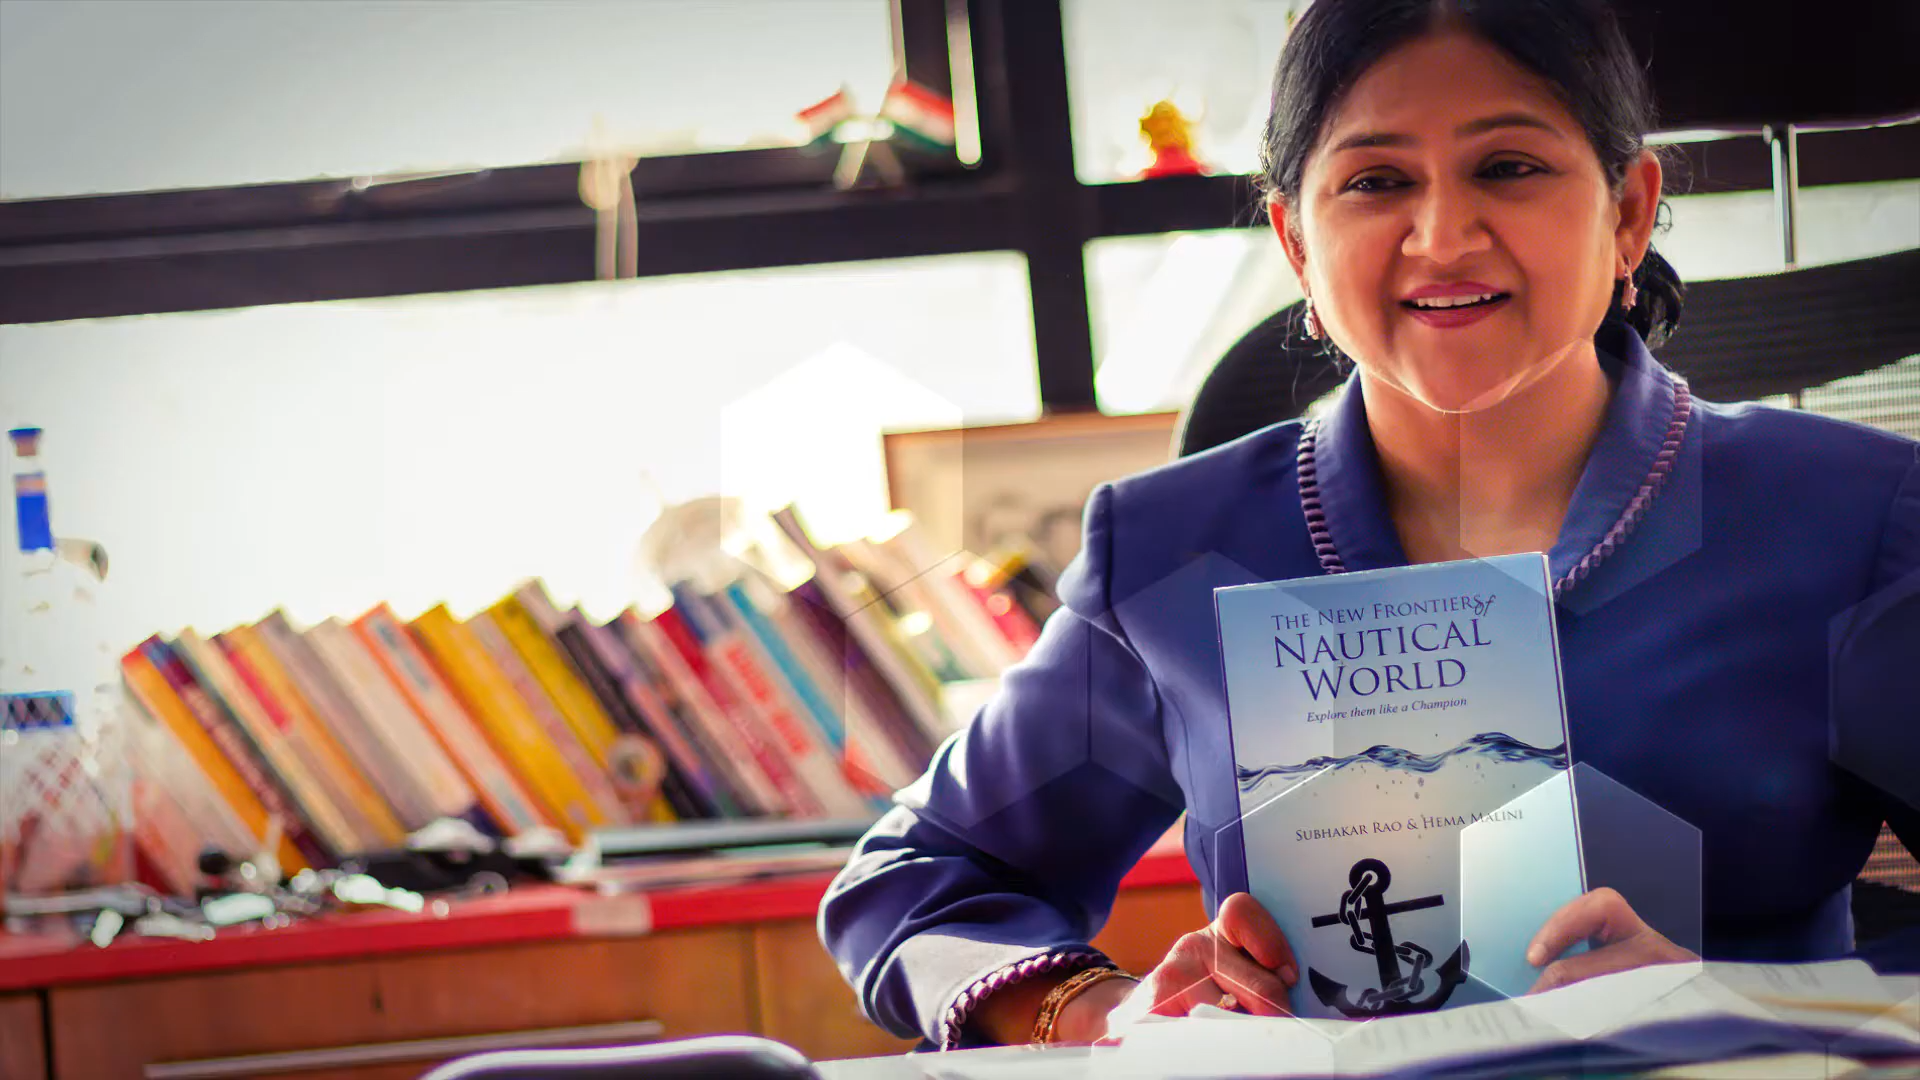 THE NEW FRONTIERS of
NAUTICAL
WORLD
Explore them like a Champion
SUBHAKAR RAO & HEMA MALINI